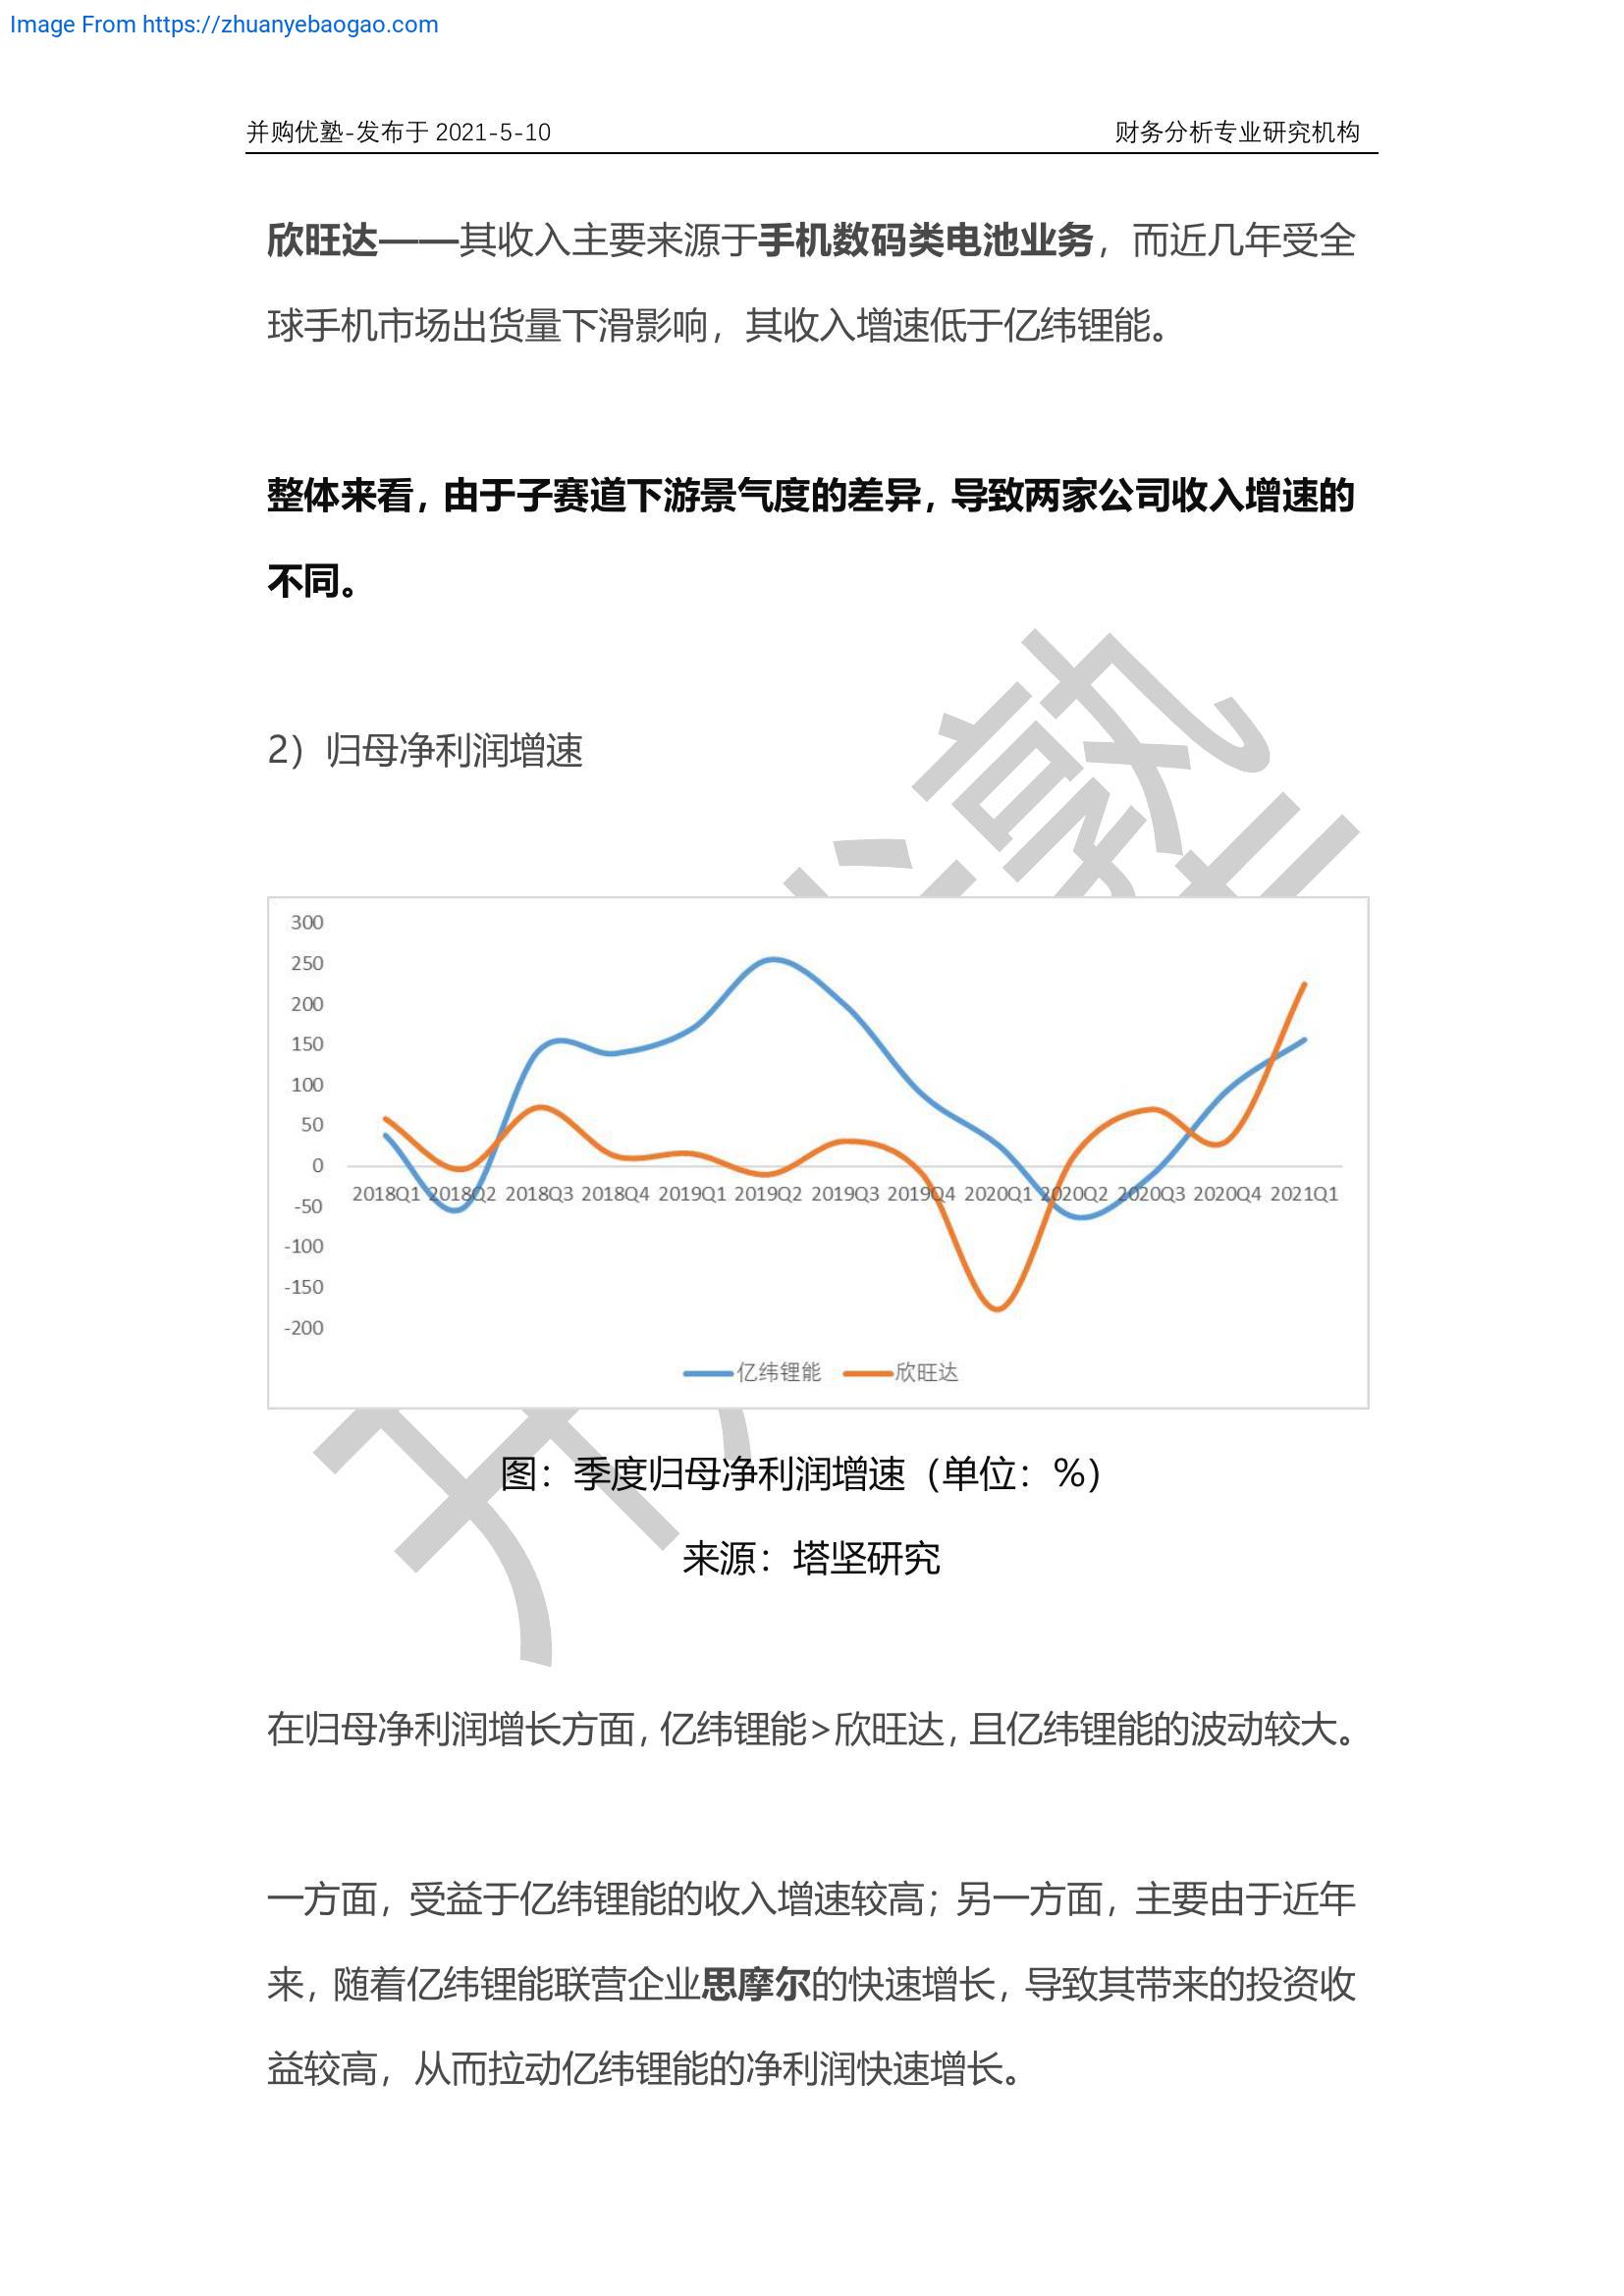 Image From https://zhuanyebaogao.com
并购优塾-发布于 2021-5-10 财务分析专业研究机构
欣旺达——其收入主要来源于手机数码类电池业务，而近几年受全
球手机市场出货量下滑影响，其收入增速低于亿纬锂能。
整体来看，由于子赛道下游景气度的差异，导致两家公司收入增速的
不同。
2）归母净利润增速
300
250
200
150
100
50
0
2018Q1 2018Q2 2018Q3 2018Q4 2019Q1 2019Q2 2019Q3 2019Q4 2020Q1 2020Q2 2020Q3 2020Q4 2021Q1
-50
-100
-150
-200
亿纬锂能 欣旺达
图：季度归母净利润增速（单位：%）
来源：塔坚研究
在归母净利润增长方面，亿纬锂能>欣旺达，且亿纬锂能的波动较大。
一方面，受益于亿纬锂能的收入增速较高；另一方面，主要由于近年
来，随着亿纬锂能联营企业思摩尔的快速增长，导致其带来的投资收
益较高，从而拉动亿纬锂能的净利润快速增长。